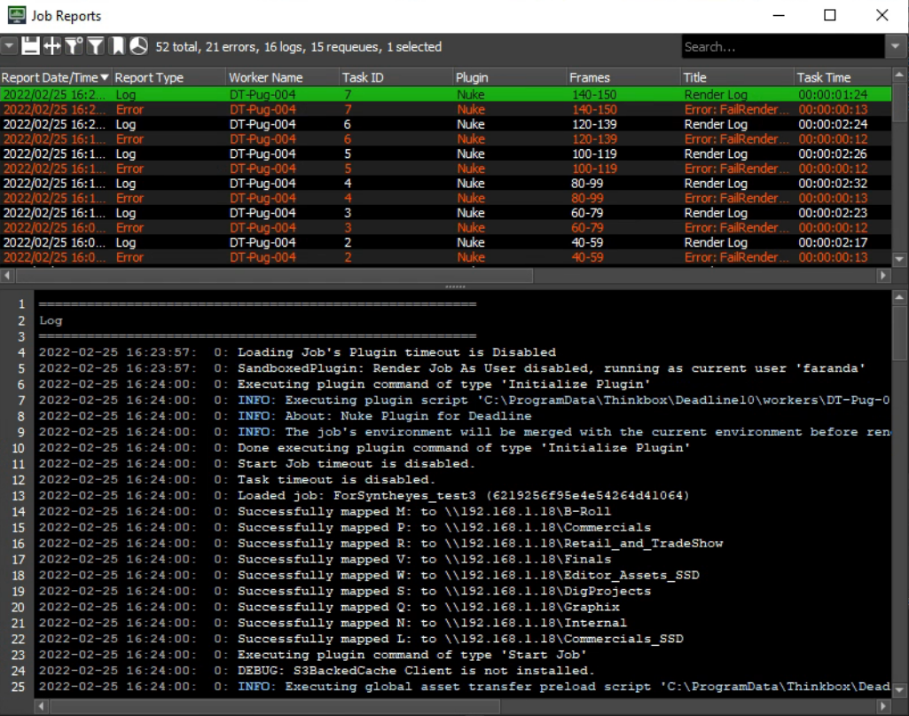 Job Reports
52 total, 21 errors, 16 logs, 15 requeues, 1 selected
Search...
Report Date/Time Report Type Worker Name Task ID Plugin Frames Title Task Time
2022/02/25 16:2... Log DT-Pug-004 7 Nuke 140-150 Render Log 00:00:01:24
2022/02/25 16:2... Error DT-Pug-004 7 Nuke 140-150 Error: FailRender... 00:00:00:13
2022/02/25 16:2... Log DT-Pug-004 6 Nuke 120-139 Render Log 00:00:02:24
2022/02/25 16:1... Error DT-Pug-004 6 Nuke 120-139 Error: FailRender... 00:00:00:12
2022/02/25 16:1... Log DT-Pug-004 5 Nuke 100-119 Render Log 00:00:02:26
2022/02/25 16:1... Error DT-Pug-004 5 Nuke 100-119 Error: FailRender... 00:00:00:12
2022/02/25 16:1... Log DT-Pug-004 4 Nuke 80-99 Render Log 00:00:02:32
2022/02/25 16:1... Error DT-Pug-004 4 Nuke 80-99 Error: FailRender... 00:00:00:13
2022/02/25 16:1... Log DT-Pug-004 3 Nuke 60-79 Render Log 00:00:02:23
2022/02/25 16:0... Error DT-Pug-004 3 Nuke 60-79 Error: FailRender... 00:00:00:12
2022/02/25 16:0... Log DT-Pug-004 2 Nuke 40-59 Render Log 00:00:02:17
2022/02/25 16:0... Error DT-Pug-004 2 Nuke 40-59 Error: FailRender... 00:00:00:13
1 =======================================================
2 Log
3 =======================================================
4 2022-02-25 16:23:57: 0: Loading Job's Plugin timeout is Disabled
5 2022-02-25 16:23:57: 0: SandboxedPlugin: Render Job As User disabled, running as current user 'faranda'
6 2022-02-25 16:24:00: 0: Executing plugin command of type 'Initialize Plugin'
7 2022-02-25 16:24:00: 0: INFO: Executing plugin script 'C:\ProgramData\Thinkbox\Deadline10\workers\DT-Pug-0
8 2022-02-25 16:24:00: 0: INFO: About: Nuke Plugin for Deadline
9 2022-02-25 16:24:00: 0: INFO: The job's environment will be merged with the current environment before ren
10 2022-02-25 16:24:00: 0: Done executing plugin command of type 'Initialize Plugin'
11 2022-02-25 16:24:00: 0: Start Job timeout is disabled.
12 2022-02-25 16:24:00: 0: Task timeout is disabled.
13 2022-02-25 16:24:00: 0: Loaded job: ForSyntheyes_test3 (6219256f95e4e54264d41064)
14 2022-02-25 16:24:00: 0: Successfully mapped M: to \\192.168.1.18\B-Roll
15 2022-02-25 16:24:00: 0: Successfully mapped P: to \\192.168.1.18\Commercials
16 2022-02-25 16:24:00: 0: Successfully mapped R: to \\192.168.1.18\Retail_and_TradeShow
17 2022-02-25 16:24:00: 0: Successfully mapped V: to \\192.168.1.18\Finals
18 2022-02-25 16:24:00: 0: Successfully mapped W: to \\192.168.1.18\Editor_Assets_SSD
19 2022-02-25 16:24:00: 0: Successfully mapped S: to \\192.168.1.18\DigProjects
20 2022-02-25 16:24:00: 0: Successfully mapped Q: to \\192.168.1.18\Graphix
21 2022-02-25 16:24:00: 0: Successfully mapped N: to \\192.168.1.18\Internal
22 2022-02-25 16:24:00: 0: Successfully mapped L: to \\192.168.1.18\Commercials_SSD
23 2022-02-25 16:24:00: 0: Executing plugin command of type 'Start Job'
24 2022-02-25 16:24:00: 0: DEBUG: S3BackedCache Client is not installed.
25 2022-02-25 16:24:00: 0: INFO: Executing global asset transfer preload script 'C:\ProgramData\Thinkbox\Dead